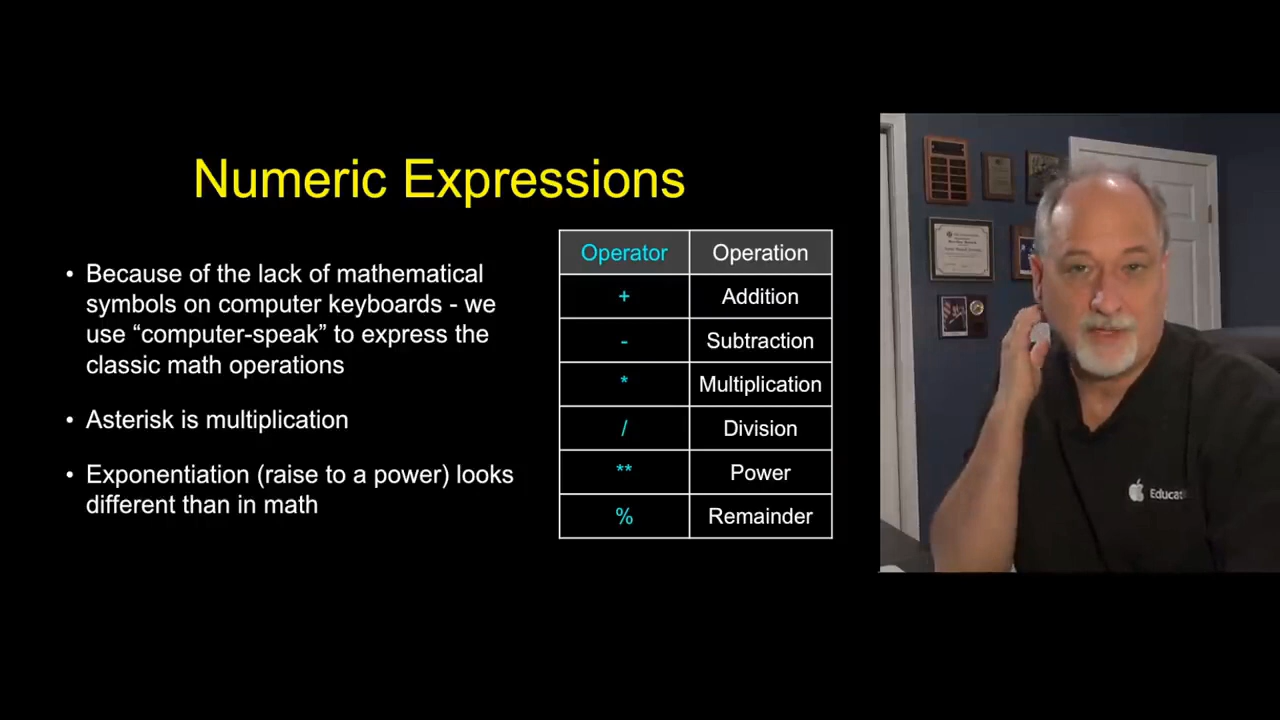 Numeric Expressions
• Because of the lack of mathematical
symbols on computer keyboards - we
use “computer-speak” to express the
classic math operations
• Asterisk is multiplication
• Exponentiation (raise to a power) looks
different than in math
Operator Operation
+ Addition
- Subtraction
* Multiplication
/ Division
** Power
% Remainder